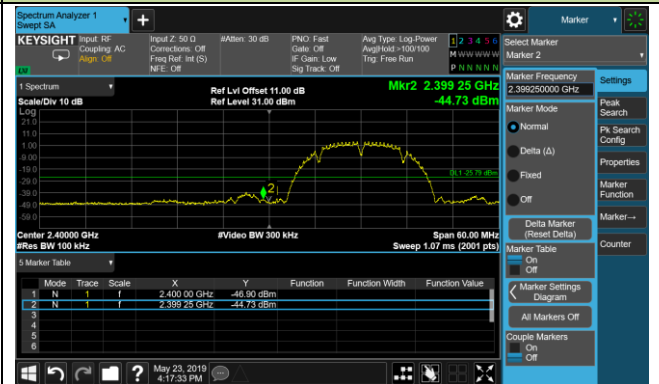 Spectrum Analyzer 1
Swept SA
+
Marker
KEYSIGHT
Input: RF
Coupling: AC
Align: Off
Input Z: 50 Ω
Corrections: Off
Freq Ref: Int (S)
NFE: Off
#Atten: 30 dB
PNO: Fast
Gate: Off
IF Gain: Low
Sig Track: Off
Avg Type: Log-Power
Avg|Hold:>100/100
Trig: Free Run
1 2 3 4 5 6
M W W W W W
P N N N N N
LXI
Select Marker
Marker 2
1 Spectrum
Scale/Div 10 dB
Log
Ref Lvl Offset 11.00 dB
Ref Level 31.00 dBm
Mkr2 2.399 25 GHz
-44.73 dBm
21.0
11.0
1.00
-9.00
-19.0
-29.0
-39.0
-49.0
-59.0
DL1 -25.79 dBm
2
Center 2.40000 GHz
#Res BW 100 kHz
#Video BW 300 kHz
Span 60.00 MHz
Sweep 1.07 ms (2001 pts)
5 Marker Table
Mode Trace Scale X Y Function Function Width Function Value
1 N 1 f 2.400 00 GHz -46.90 dBm
2 N 1 f 2.399 25 GHz -44.73 dBm
3
4
5
6
Marker Frequency
2.399250000 GHz
Marker Mode
Normal
Delta (Δ)
Fixed
Off
Delta Marker
(Reset Delta)
Marker Table
On
Off
Marker Settings
Diagram
All Markers Off
Couple Markers
On
Off
Settings
Peak
Search
Pk Search
Config
Properties
Marker
Function
Marker→
Counter
?
May 23, 2019
4:17:33 PM